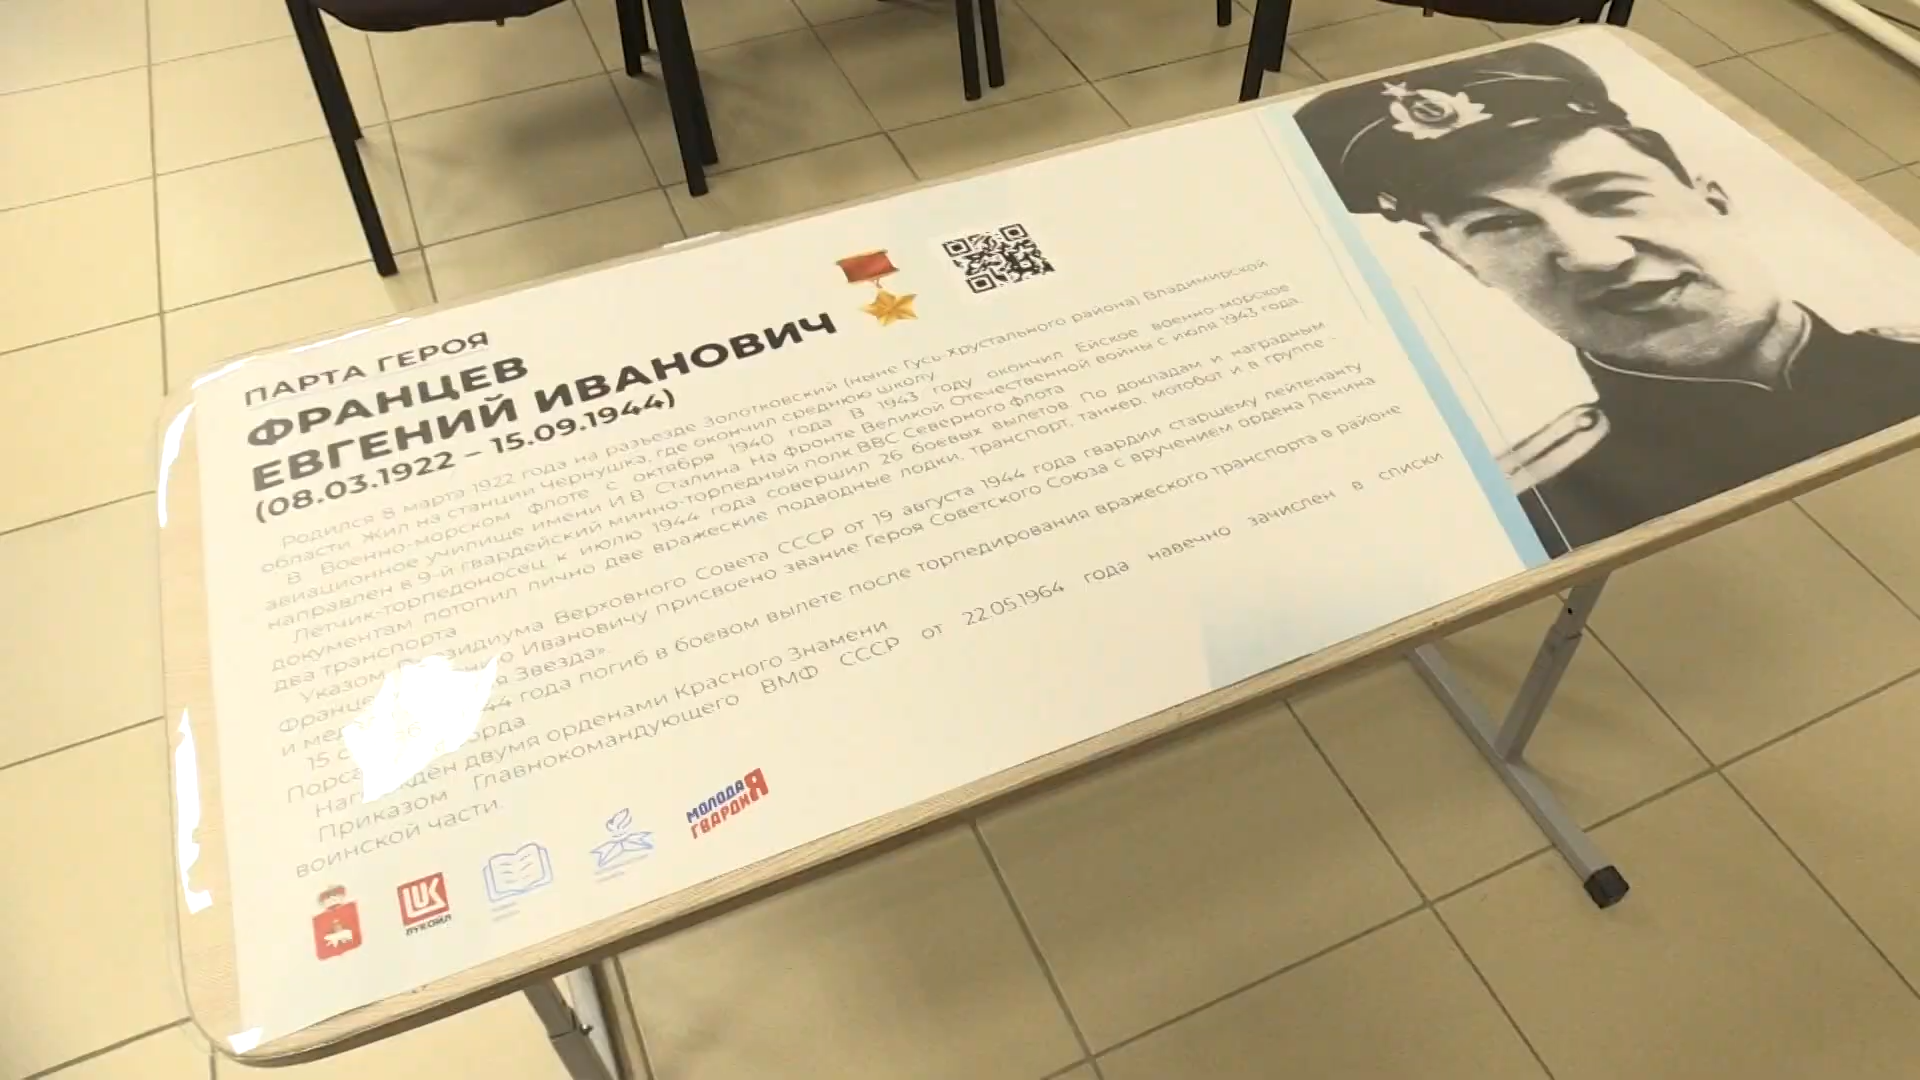 ПАРТА ГЕРОЯ
ФРАНЦЕВ
ЕВГЕНИЙ ИВАНОВИЧ
(08.03.1922 – 15.09.1944)
Родился 8 марта 1922 года на разъезде Золотковский (ныне Гусь-Хрустального района) Владимирской
области. Жил на станции Чернушка, где окончил среднюю школу.
В Военно-морском флоте с октября 1940 года. В 1943 году окончил Ейское военно-морское
авиационное училище имени И.В. Сталина. На фронте Великой Отечественной войны с июля 1943 года,
направлен в 9-й гвардейский минно-торпедный полк ВВС Северного флота.
Летчик-торпедоносец к июлю 1944 года совершил 26 боевых вылетов. По докладам и наградным
документам потопил лично две вражеские подводные лодки, транспорт, танкер, мотобот и в группе -
два транспорта.
Указом Президиума Верховного Совета СССР от 19 августа 1944 года гвардии старшему лейтенанту
Ивановичу присвоено звание Героя Советского Союза с вручением ордена Ленина
и Звезда».
15 года погиб в боевом вылете после торпедирования вражеского транспорта в районе
двумя орденами Красного Знамени.
Приказом Главнокомандующего ВМФ СССР от 22.05.1964 года навечно зачислен в списки
воинской части.
ЛУКОЙЛ
МОЛОДАЯ
ГВАРДИЯ